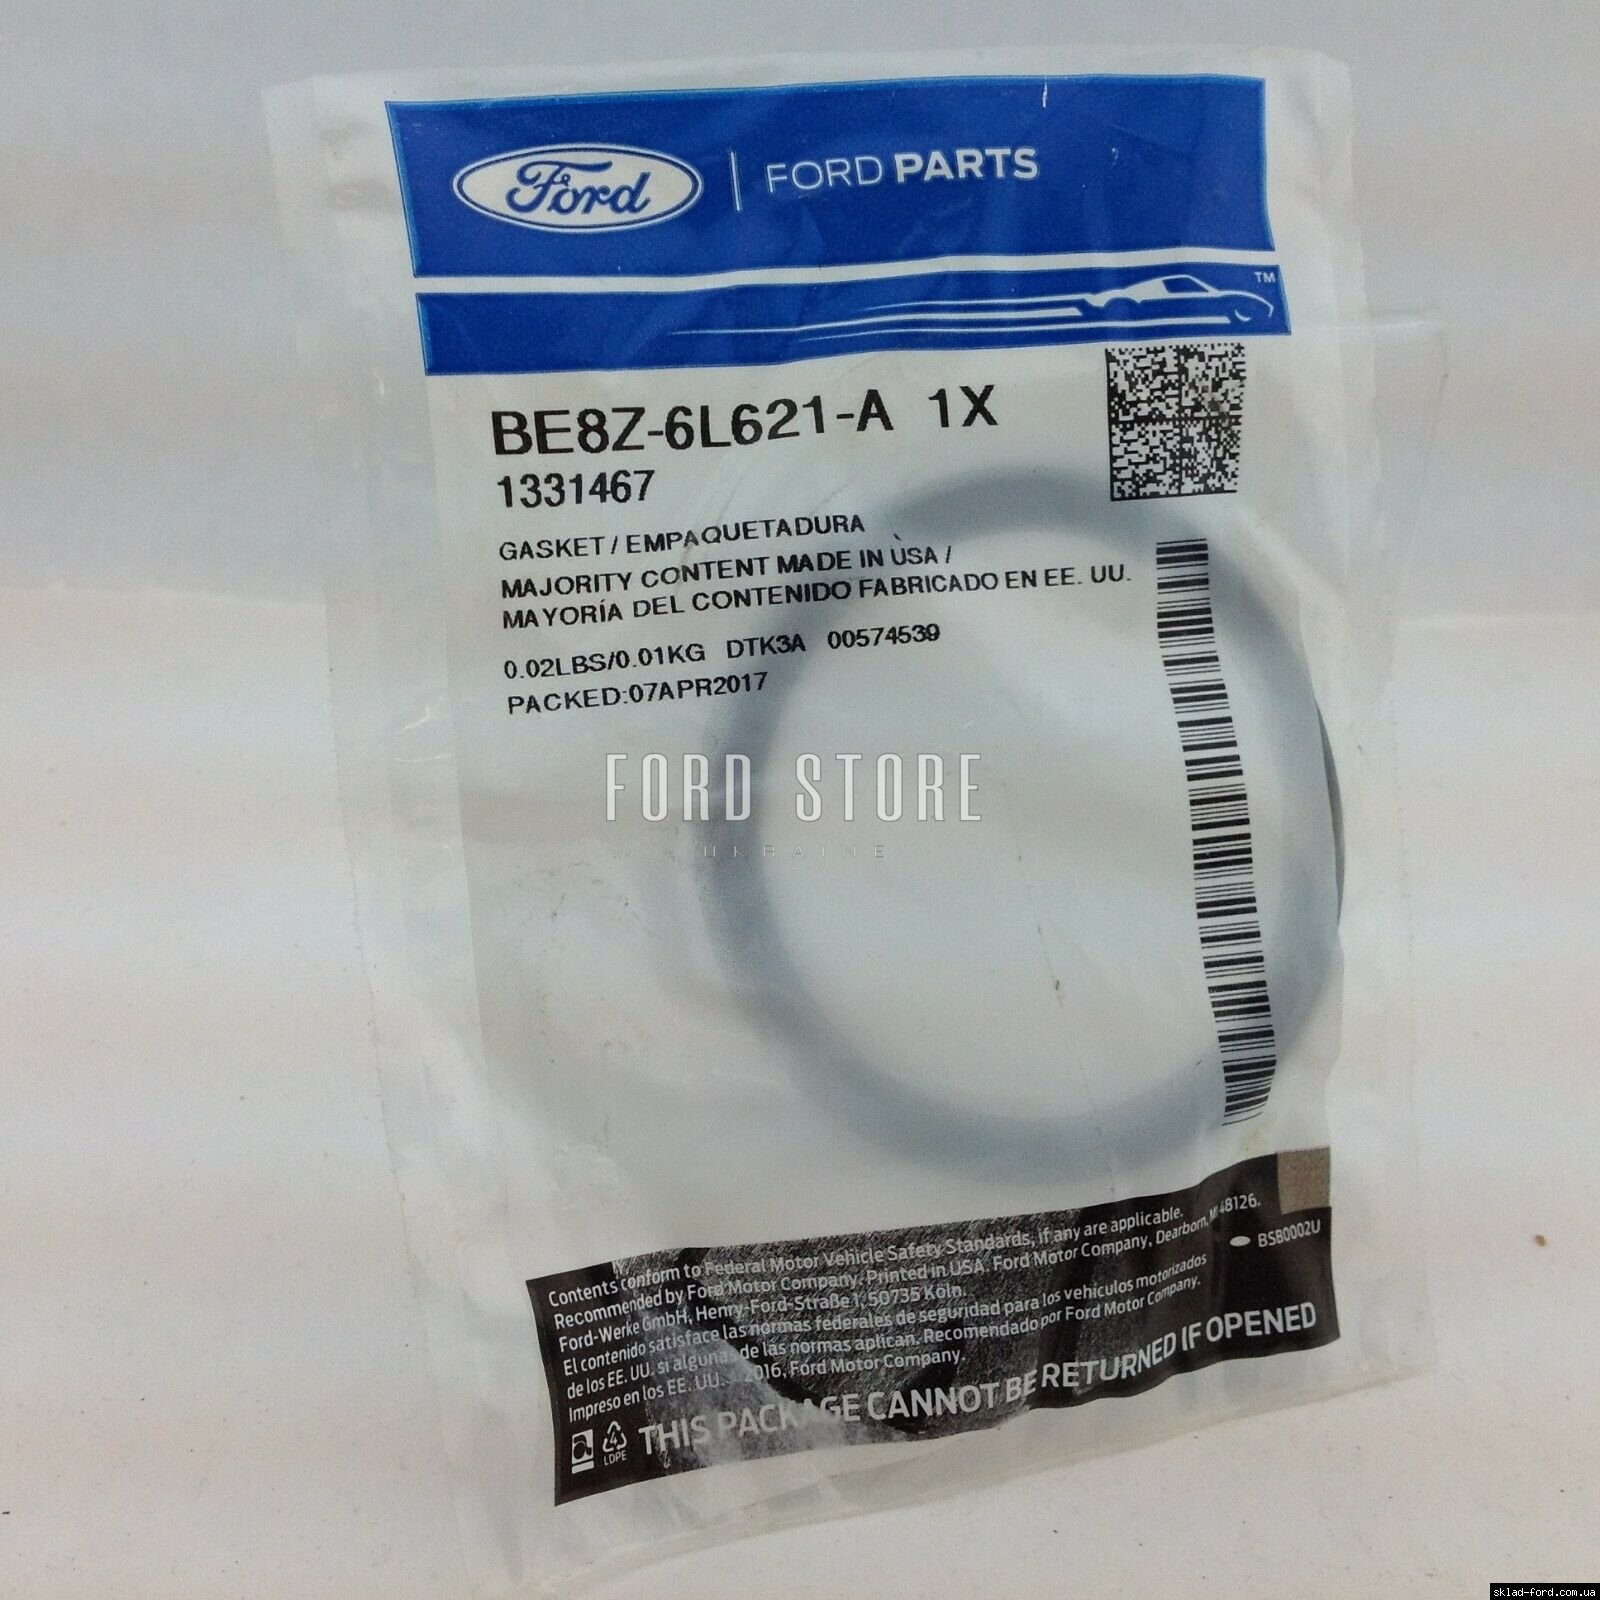 Ford | FORD PARTS
TM
BE8Z-6L621-A 1X
1331467
GASKET / EMPAQUETADURA
MAJORITY CONTENT MADE IN USA /
MAYORÍA DEL CONTENIDO FABRICADO EN EE. UU.
0.02LBS/0.01KG DTK3A 00574539
PACKED:07APR2017
FORD STORE
UKRAINE
Contents conform to Federal Motor Vehicle Safety Standards, if any are applicable.
Recommended by Ford Motor Company. Printed in USA. Ford Motor Company, Dearborn, MI 48126.
Ford-Werke GmbH, Henry-Ford-Straße 1, 50735 Köln.
El contenido satisface las normas federales de seguridad para los vehículos motorizados
de los EE. UU. si algunas de las normas aplican. Recomendado por Ford Motor Company.
Impreso en los EE. UU. 2016, Ford Motor Company.
BSB0002U
4
LDPE
THIS PACKAGE CANNOT BE RETURNED IF OPENED
sklad-ford.com.ua